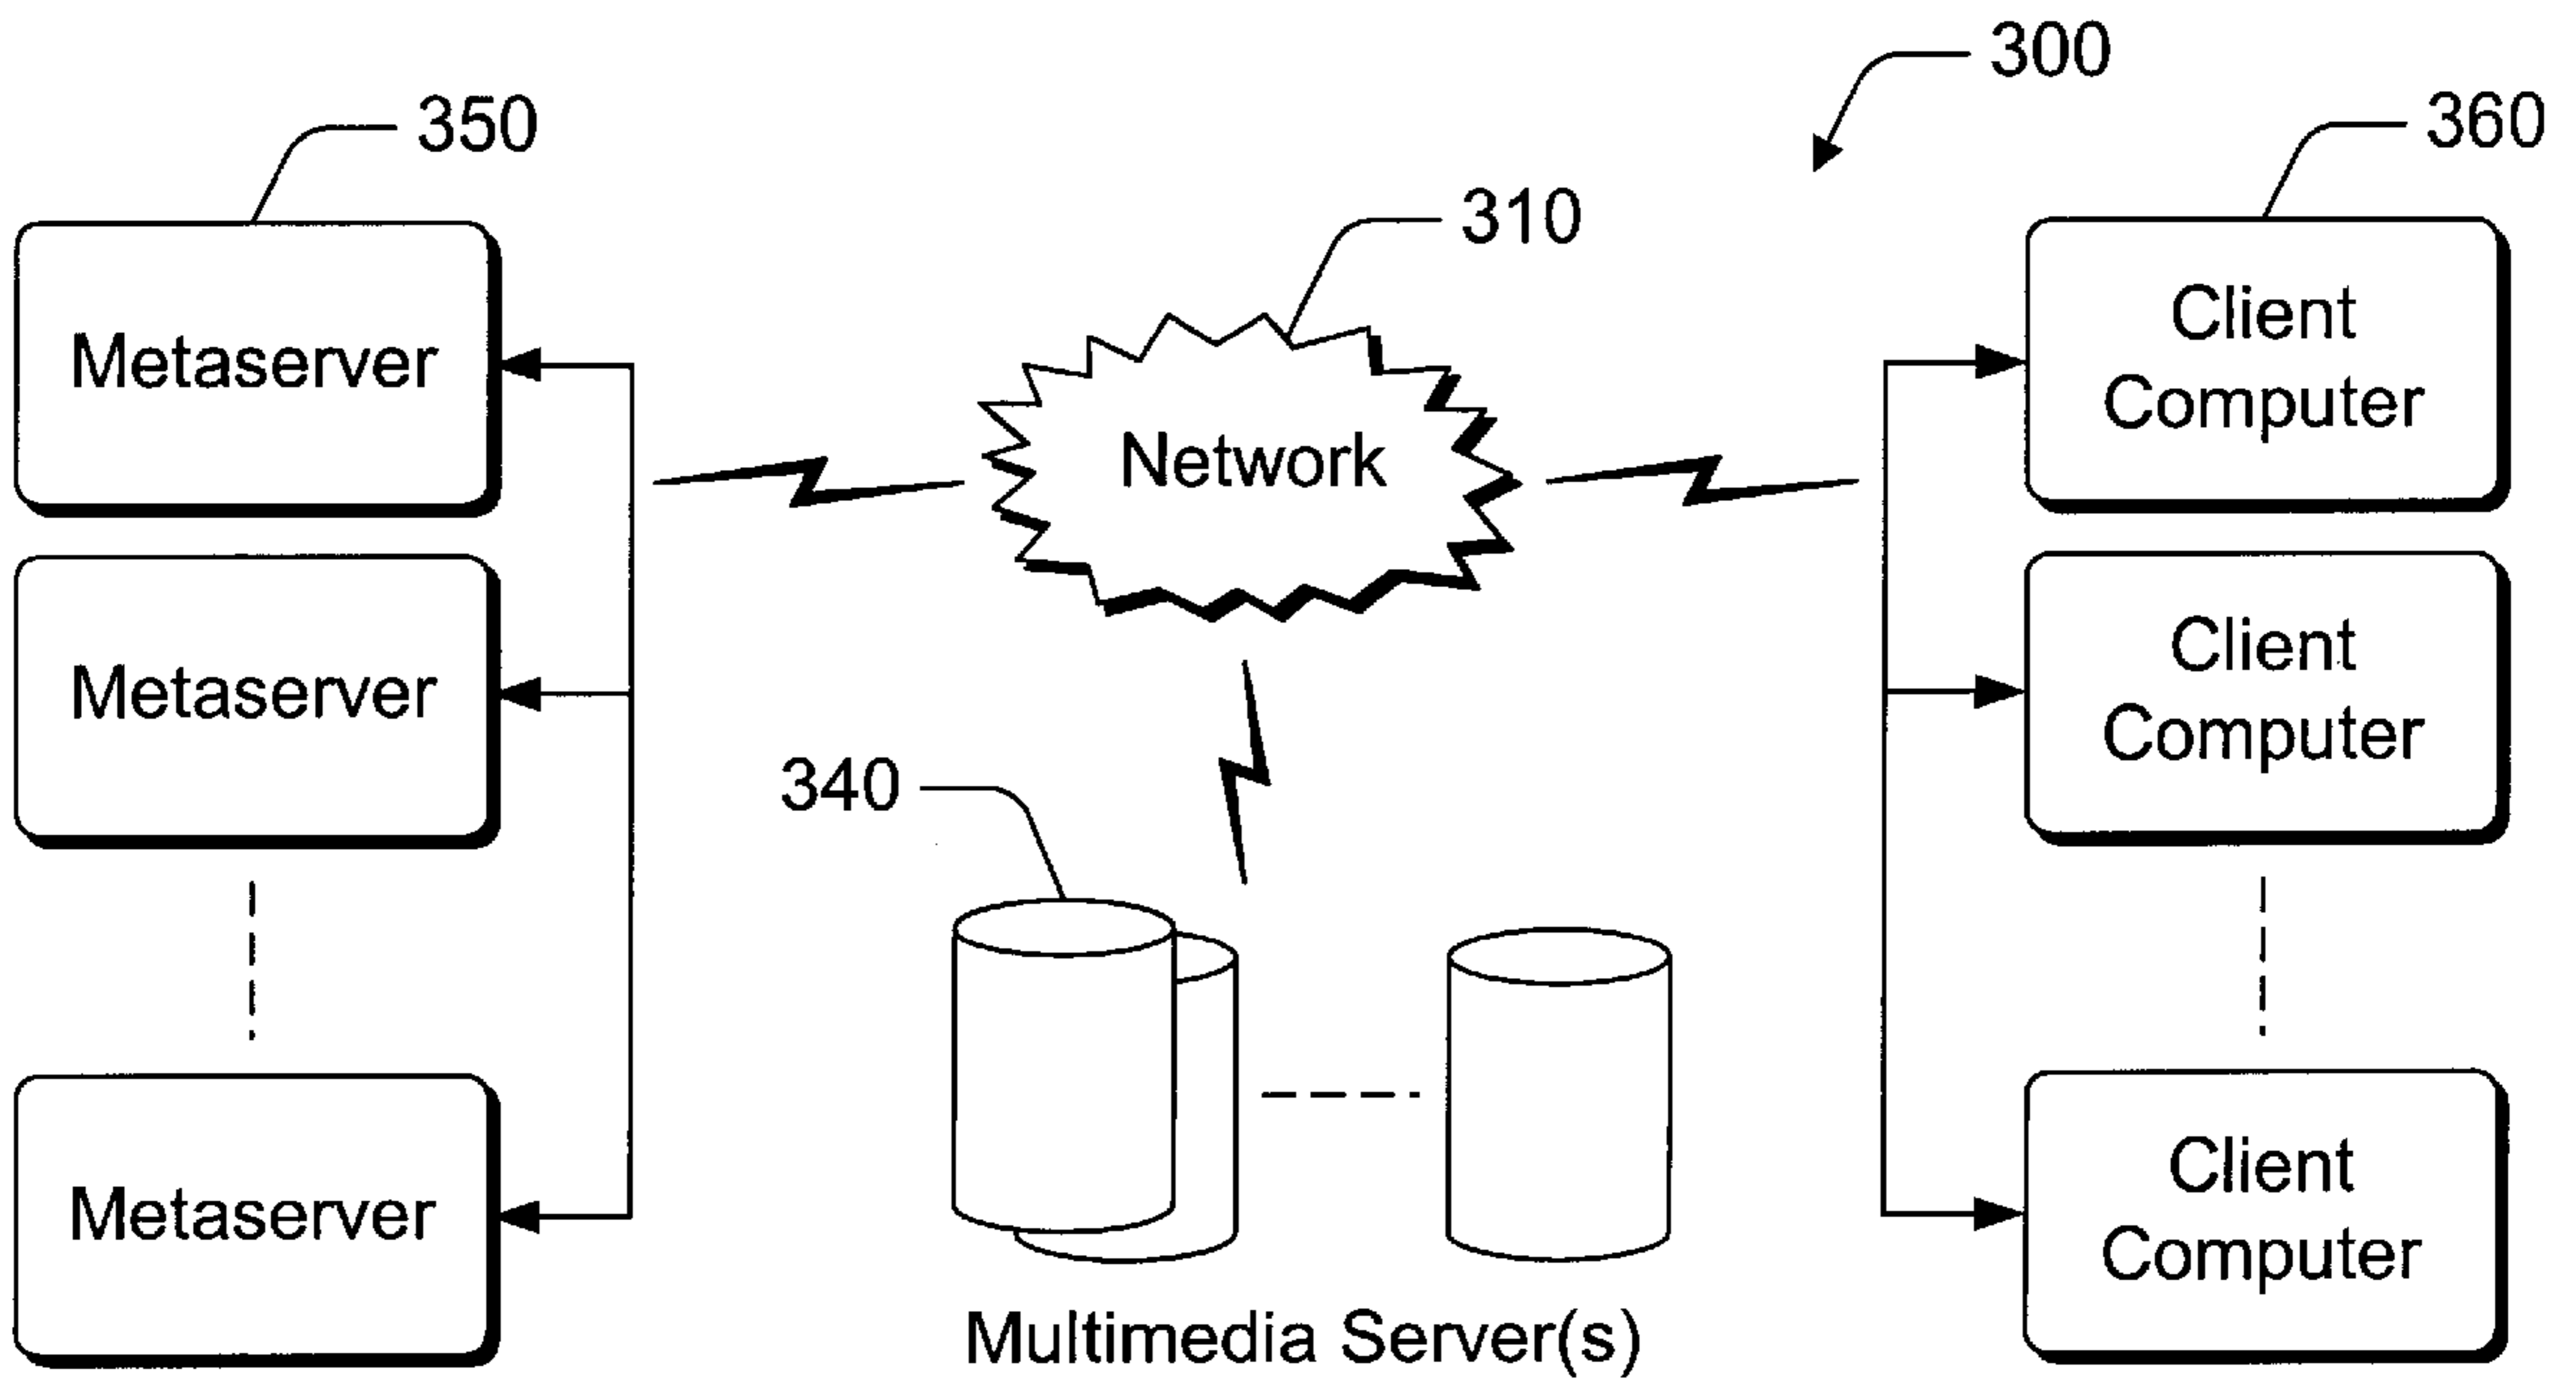 300
350
360
310
Metaserver
Client
Computer
Network
Metaserver
Client
Computer
340
Metaserver
Client
Computer
Multimedia Server(s)